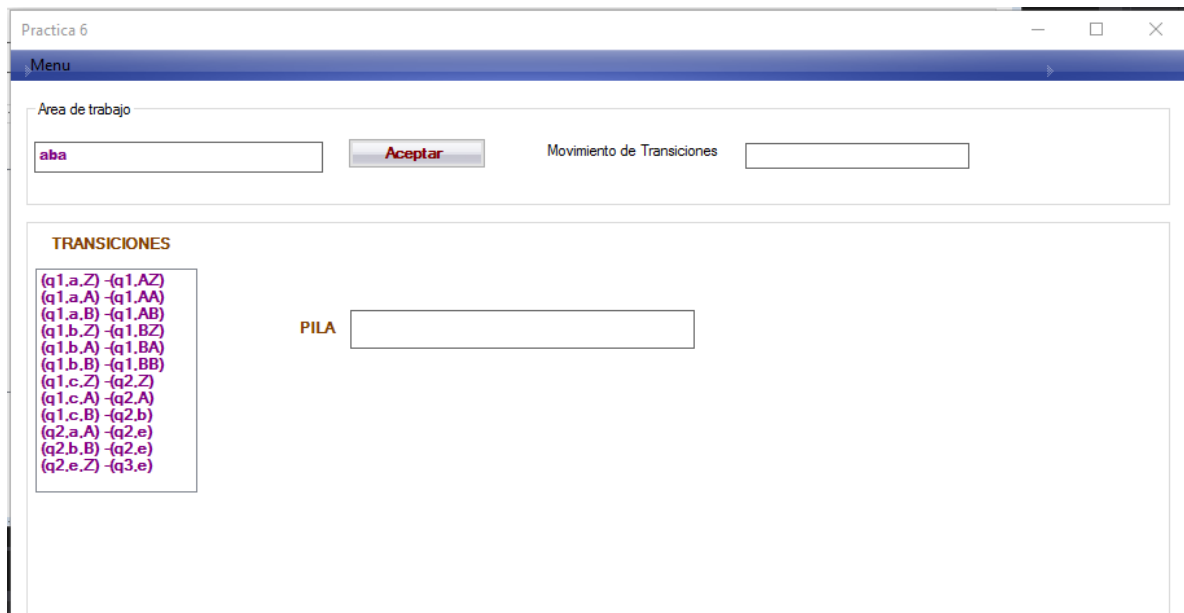 Practica 6
Menu
Area de trabajo
aba
Aceptar
Movimiento de Transiciones
TRANSICIONES
(q1,a,Z) -(q1,AZ)
(q1,a,A) -(q1,AA)
(q1,a,B) -(q1,AB)
(q1,b,Z) -(q1,BZ)
(q1,b,A) -(q1,BA)
(q1,b,B) -(q1,BB)
(q1,c,Z) -(q2,Z)
(q1,c,A) -(q2,A)
(q1,c,B) -(q2,b)
(q2,a,A) -(q2,e)
(q2,b,B) -(q2,e)
(q2,e,Z) -(q3,e)
PILA